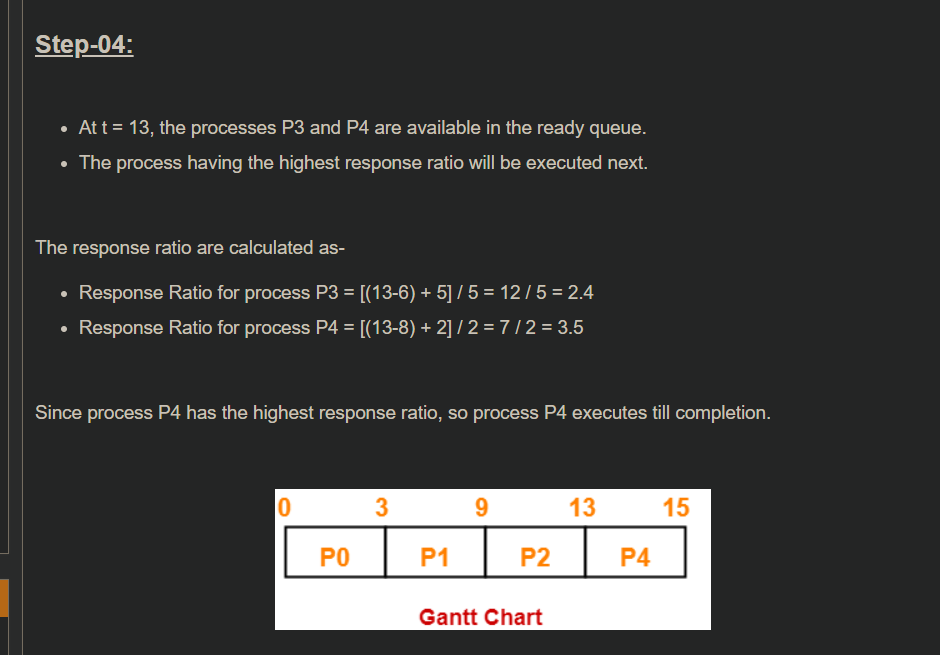 Step-04:
At t = 13, the processes P3 and P4 are available in the ready queue.
The process having the highest response ratio will be executed next.
The response ratio are calculated as-
Response Ratio for process P3 = [(13-6) + 5] / 5 = 12 / 5 = 2.4
Response Ratio for process P4 = [(13-8) + 2] / 2 = 7 / 2 = 3.5
Since process P4 has the highest response ratio, so process P4 executes till completion.
0 3 9 13 15
P0 P1 P2 P4
Gantt Chart